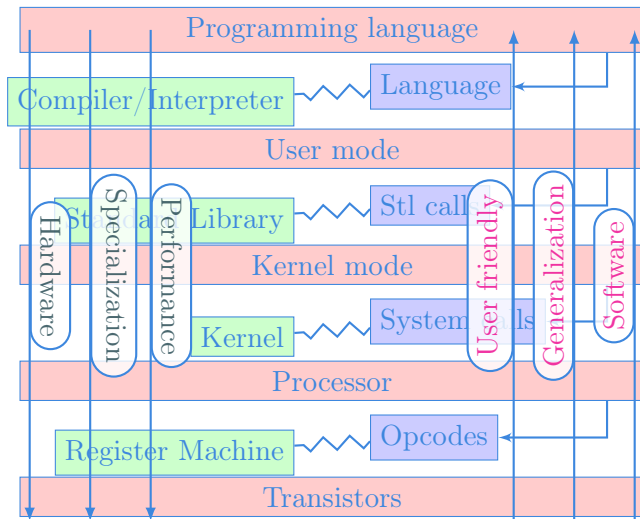 Programming language
Language
Compiler/Interpreter
User mode
Stl calls
Standard Library
Kernel mode
System calls
Kernel
Processor
Opcodes
Register Machine
Transistors
Hardware
Specialization
Performance
User friendly
Generalization
Software